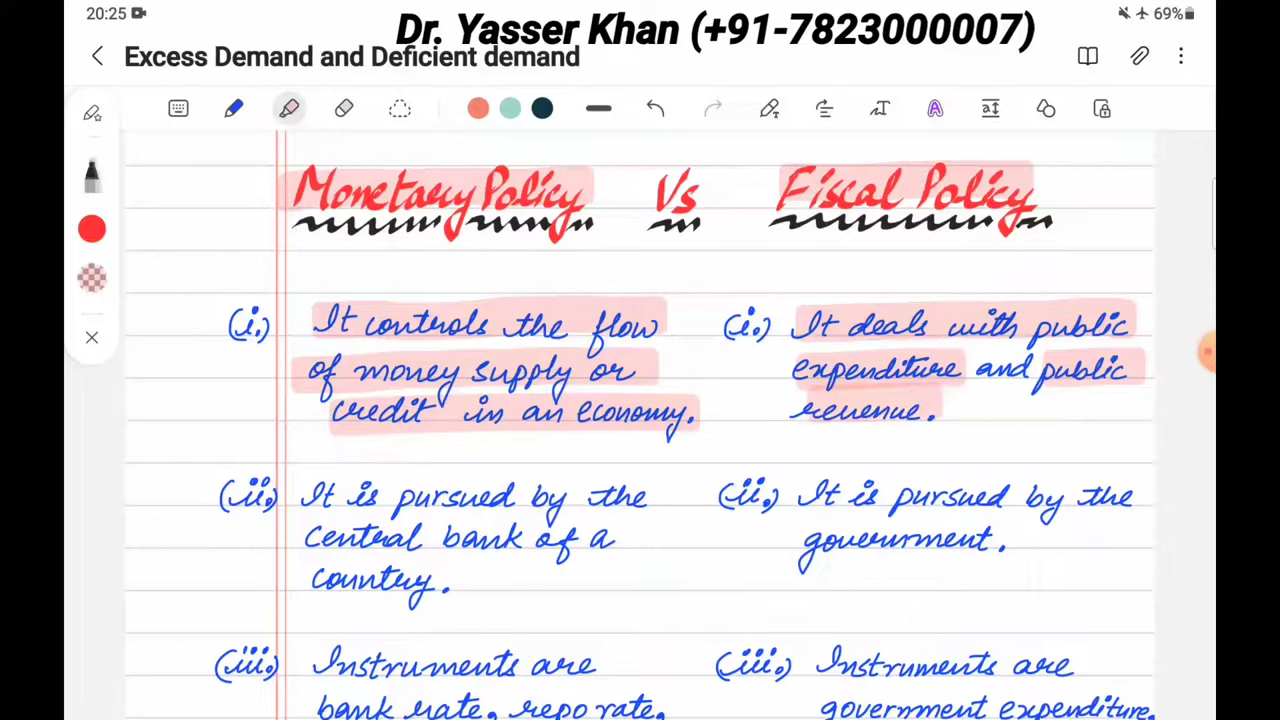 20:25
69%
Dr. Yasser Khan (+91-7823000007)
Excess Demand and Deficient demand
Monetary Policy Vs Fiscal Policy
(i.) It controls the flow
of money supply or
credit in an economy.
(i.) It deals with public
expenditure and public
revenue.
(ii.) It is pursued by the
central bank of a
country.
(ii.) It is pursued by the
government.
(iii.) Instruments are
bank rate, repo rate,
(iii.) Instruments are
government expenditure,